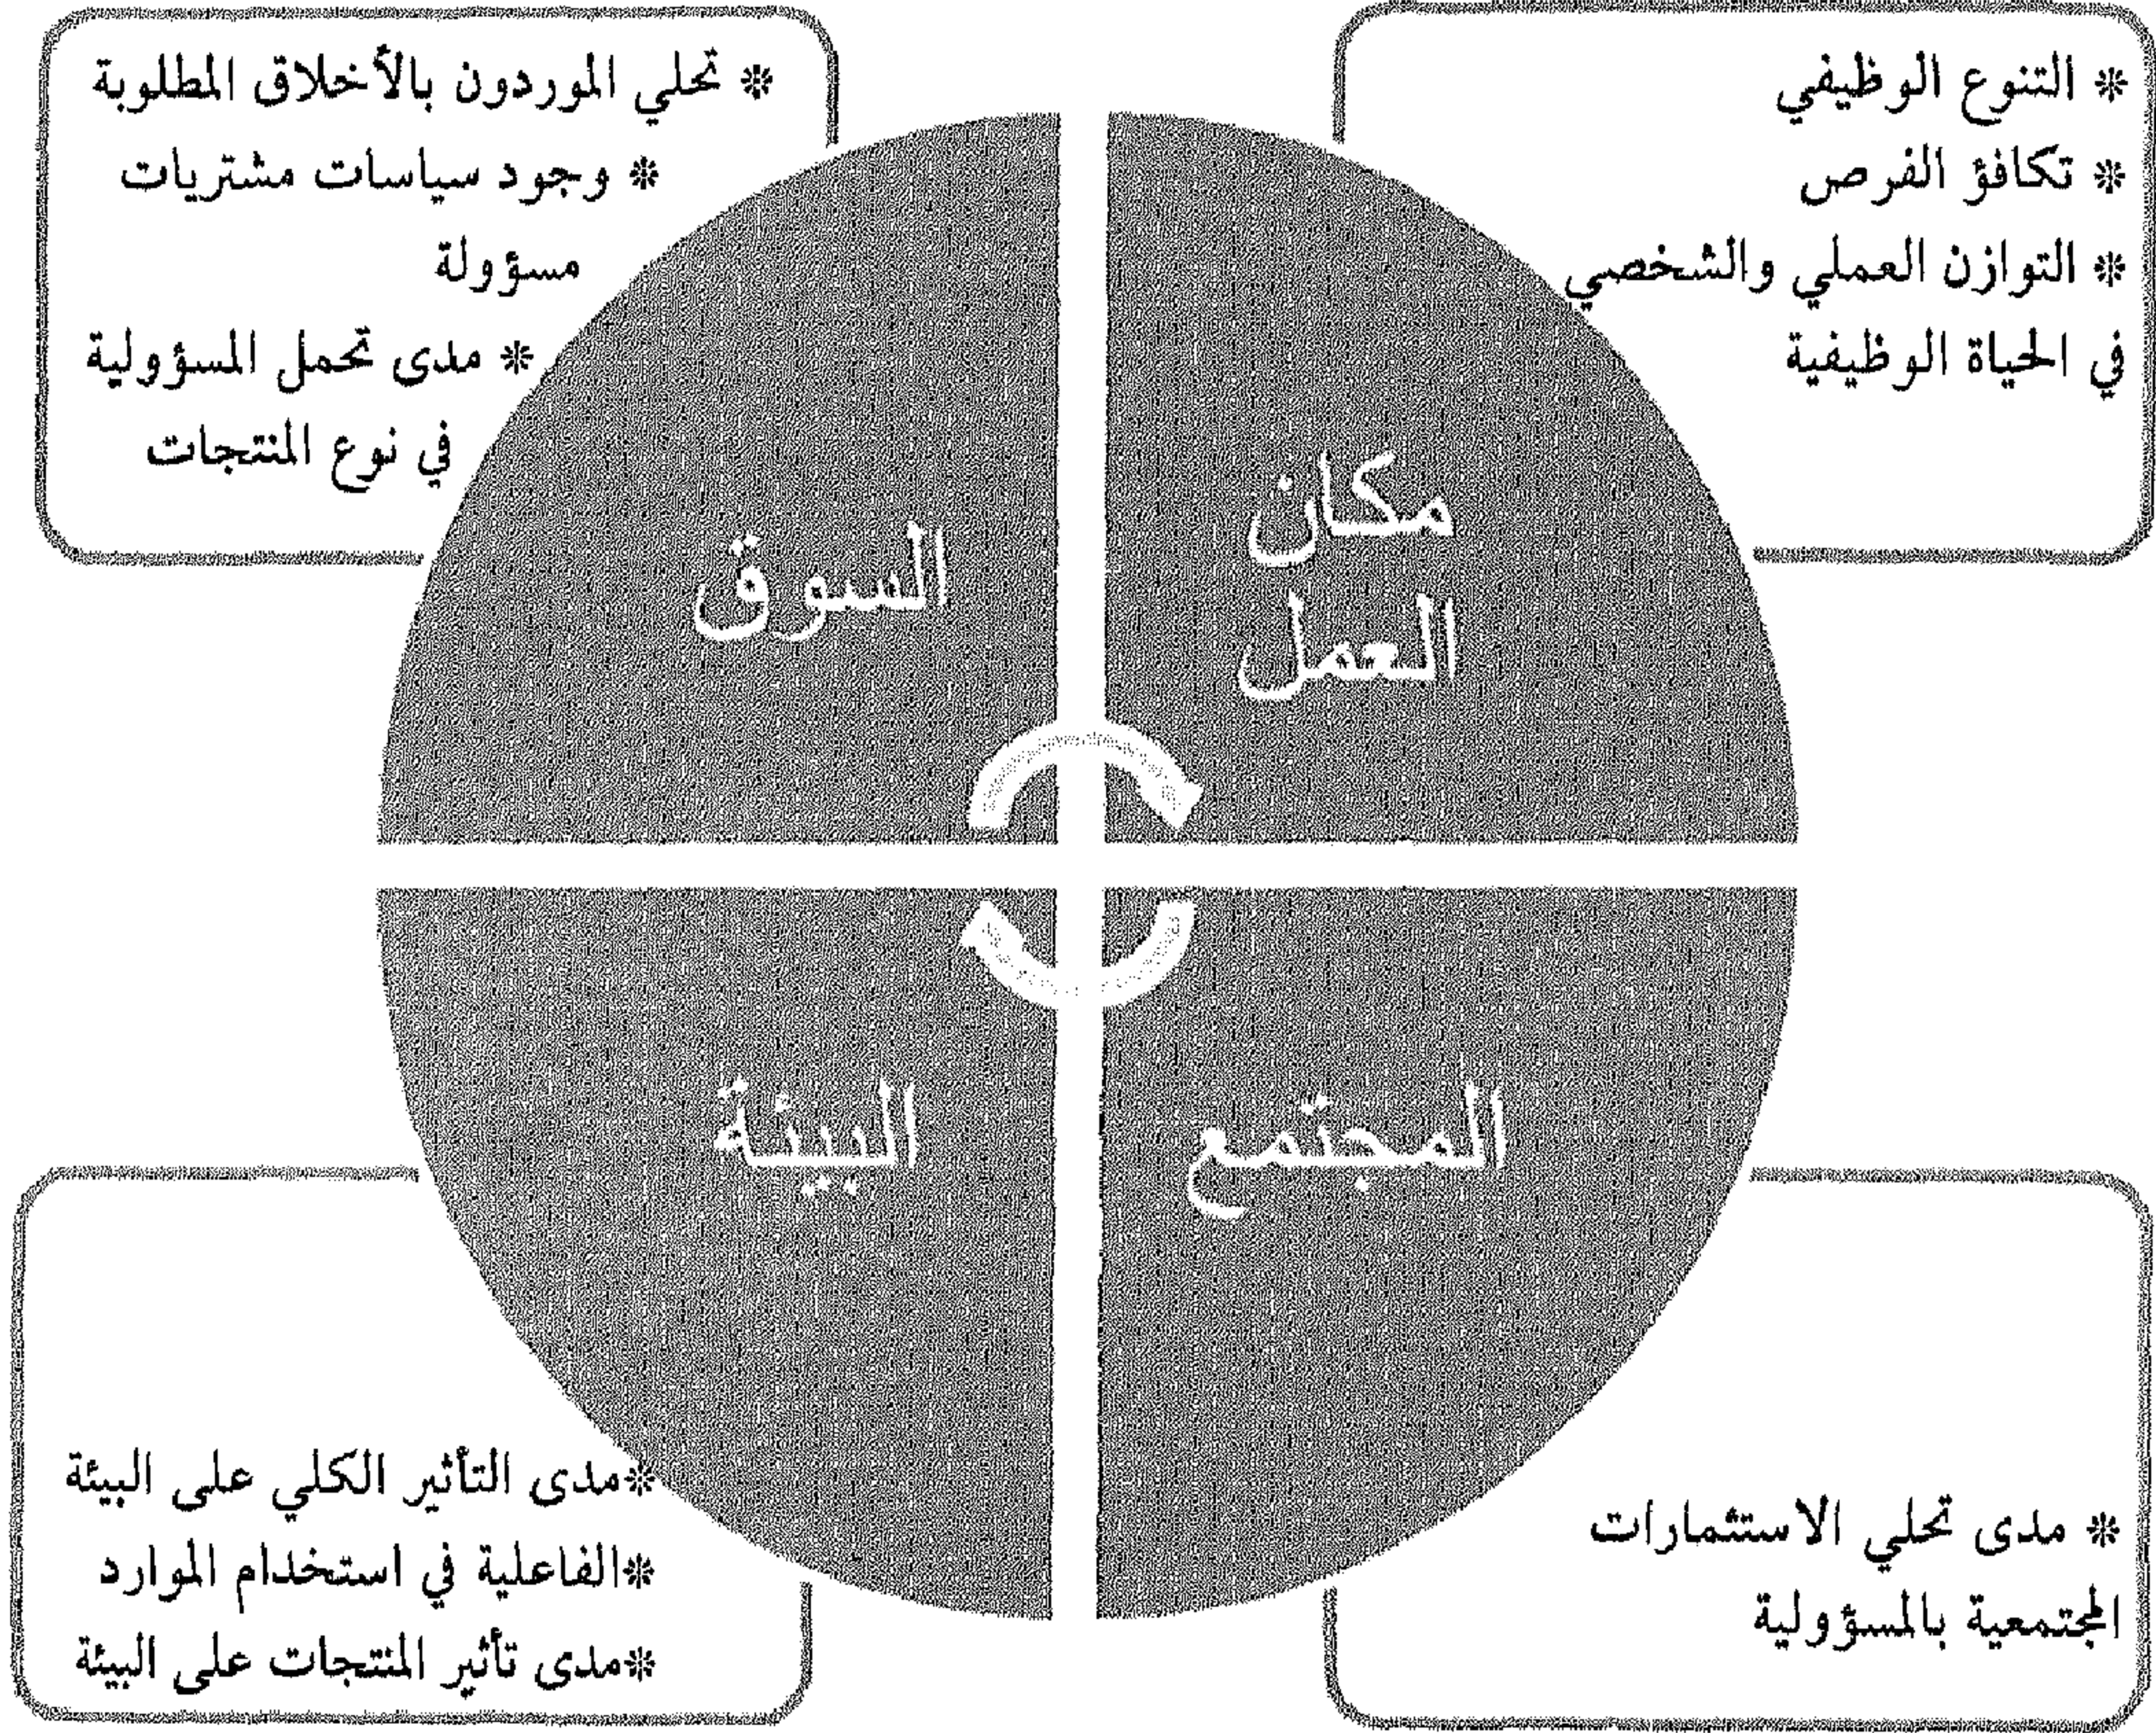 * التنوع الوظيفي
* تكافؤ الفرص
* التوازن العملي والشخصي
في الحياة الوظيفية
مكان
العمل
* تحلي الموردون بالأخلاق المطلوبة
* وجود سياسات مشتريات
مسؤولة
* مدى تحمل المسؤولية
في نوع المنتجات
السوق
المجتمع
* مدى تحلي الاستثمارات
المجتمعية بالمسؤولية
البيئة
*مدى التأثير الكلي على البيئة
*الفاعلية في استخدام الموارد
*مدى تأثير المنتجات على البيئة